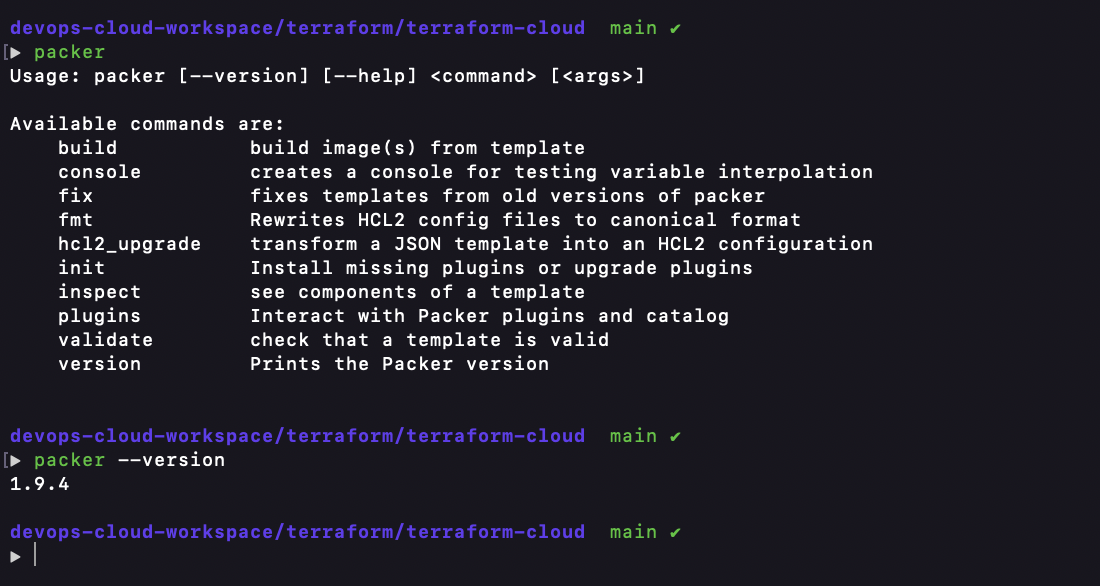 devops-cloud-workspace/terraform/terraform-cloud  main ✔
[▶ packer
Usage: packer [--version] [--help] <command> [<args>]

Available commands are:
    build           build image(s) from template
    console         creates a console for testing variable interpolation
    fix             fixes templates from old versions of packer
    fmt             Rewrites HCL2 config files to canonical format
    hcl2_upgrade    transform a JSON template into an HCL2 configuration
    init            Install missing plugins or upgrade plugins
    inspect         see components of a template
    plugins         Interact with Packer plugins and catalog
    validate        check that a template is valid
    version         Prints the Packer version

devops-cloud-workspace/terraform/terraform-cloud  main ✔
[▶ packer --version
1.9.4

devops-cloud-workspace/terraform/terraform-cloud  main ✔
▶